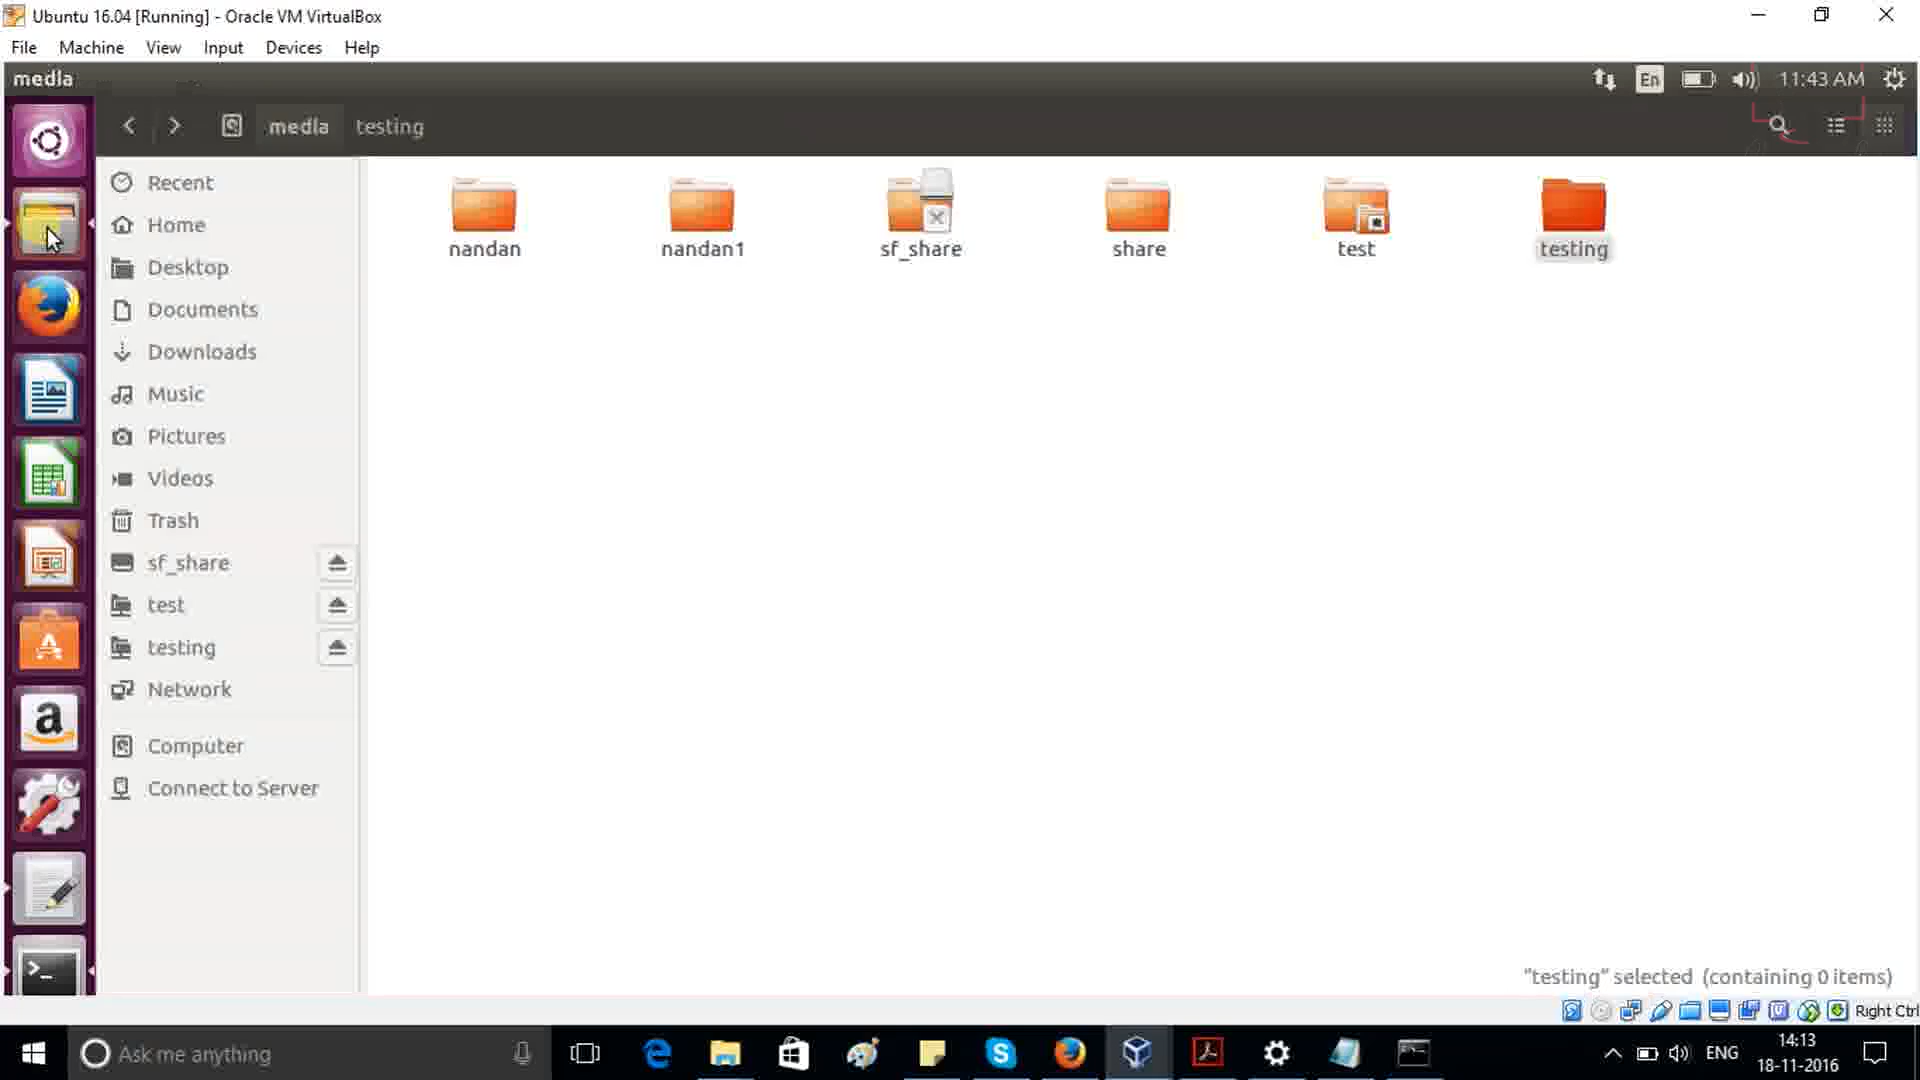 Ubuntu 16.04 [Running] - Oracle VM VirtualBox
File Machine View Input Devices Help
media
En
11:43 AM
media testing
Recent
Home
Desktop
Documents
Downloads
Music
Pictures
Videos
Trash
sf_share
test
testing
Network
Computer
Connect to Server
nandan nandan1 sf_share share test testing
"testing" selected (containing 0 items)
Right Ctrl
Ask me anything
ENG
14:13
18-11-2016